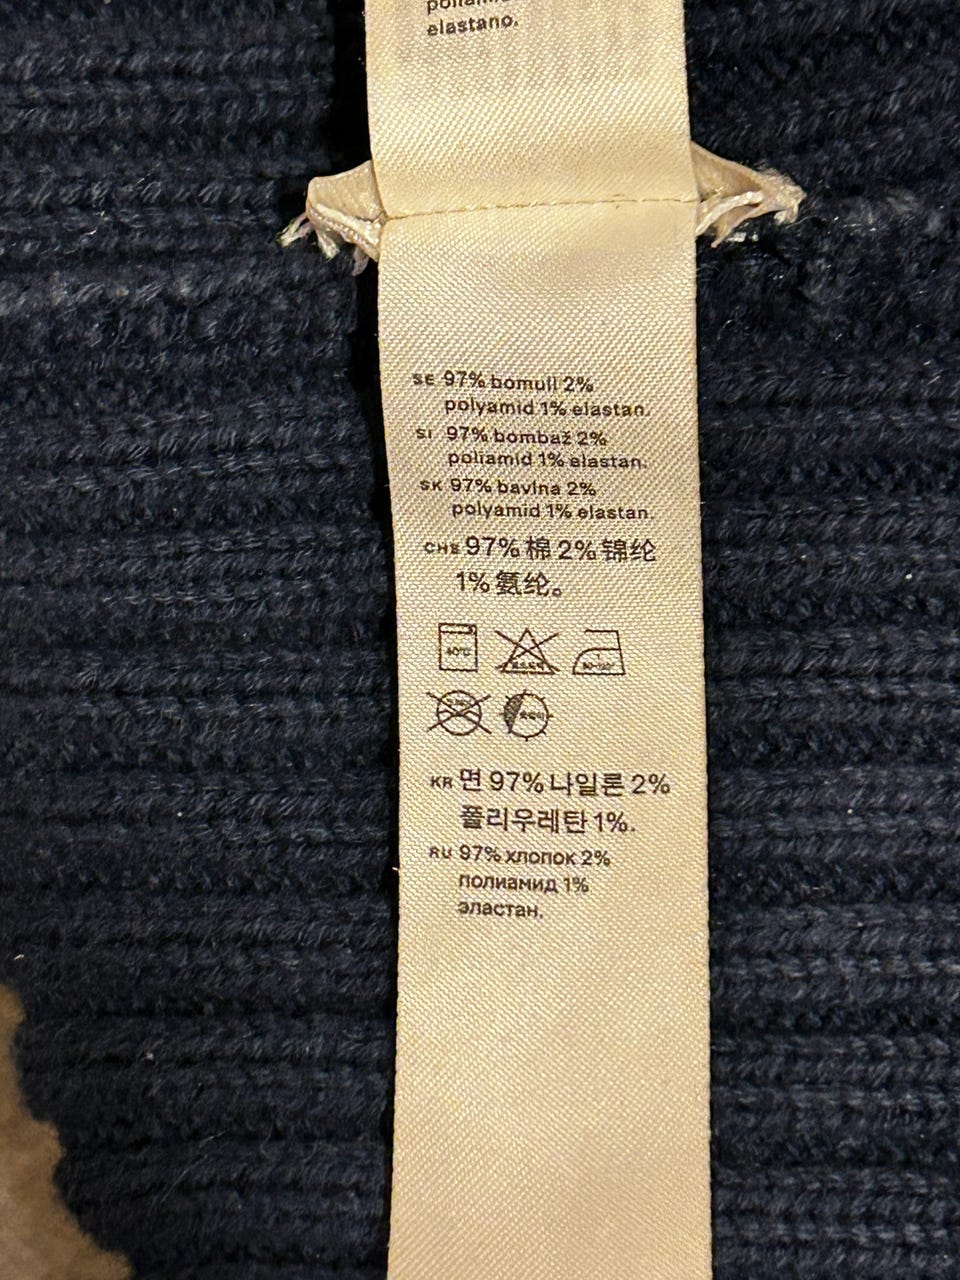 elastano.
SE 97% bomull 2%
polyamid 1% elastan.
SI 97% bombaž 2%
poliamid 1% elastan.
SK 97% bavlna 2%
polyamid 1% elastan.
CHE 97% 棉 2% 锦纶
1% 氨纶。
40°C
KR 면 97% 나일론 2%
폴리우레탄 1%.
RU 97% хлопок 2%
полиамид 1%
эластан.